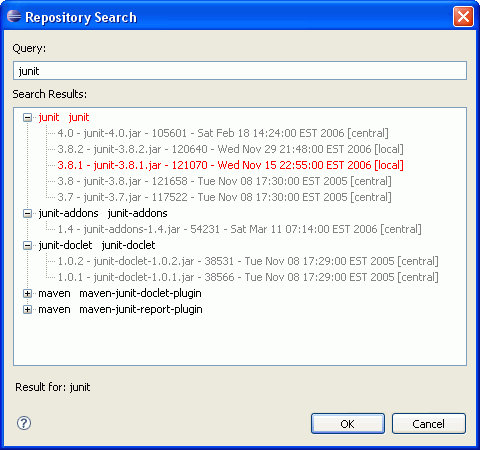 Repository Search
Query:
junit
Search Results:
junit junit
4.0 - junit-4.0.jar - 105601 - Sat Feb 18 14:24:00 EST 2006 [central]
3.8.2 - junit-3.8.2.jar - 120640 - Wed Nov 29 21:48:00 EST 2006 [local]
3.8.1 - junit-3.8.1.jar - 121070 - Wed Nov 15 22:55:00 EST 2006 [local]
3.8 - junit-3.8.jar - 121658 - Tue Nov 08 17:30:00 EST 2005 [central]
3.7 - junit-3.7.jar - 117522 - Tue Nov 08 17:30:00 EST 2005 [central]
junit-addons junit-addons
1.4 - junit-addons-1.4.jar - 54231 - Sat Mar 11 07:14:00 EST 2006 [central]
junit-doclet junit-doclet
1.0.2 - junit-doclet-1.0.2.jar - 38531 - Tue Nov 08 17:29:00 EST 2005 [central]
1.0.1 - junit-doclet-1.0.1.jar - 38566 - Tue Nov 08 17:29:00 EST 2005 [central]
maven maven-junit-doclet-plugin
maven maven-junit-report-plugin
Result for: junit
? OK Cancel